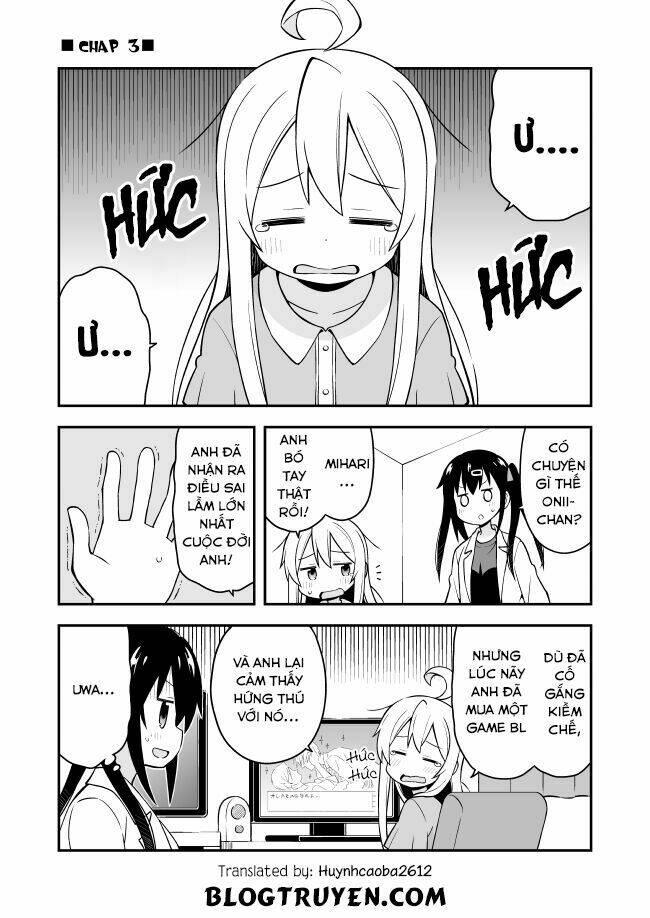 ■ CHAP 3 ■
Ư....
HỨC
HỨC
Ư...
CÓ
CHUYỆN
GÌ THẾ
ONII-
CHAN?
MIHARI
...
ANH
BÓ
TAY
THẬT
RỒI!
ANH ĐÃ
NHẬN RA
ĐIỀU SAI
LẦM LỚN
NHẤT
CUỘC ĐỜI
ANH!
DÙ ĐÃ
CỐ
GẮNG
KIỀM
CHẾ,
NHƯNG
LÚC NÃY
ANH ĐÃ
MUA MỘT
GAME BL
VÀ ANH LẠI
CẢM THẤY
HỨNG THÚ
VỚI NÓ...
Hức
Hức
UWA...
Translated by: Huynhcaoba2612
BLOGTRUYEN.COM